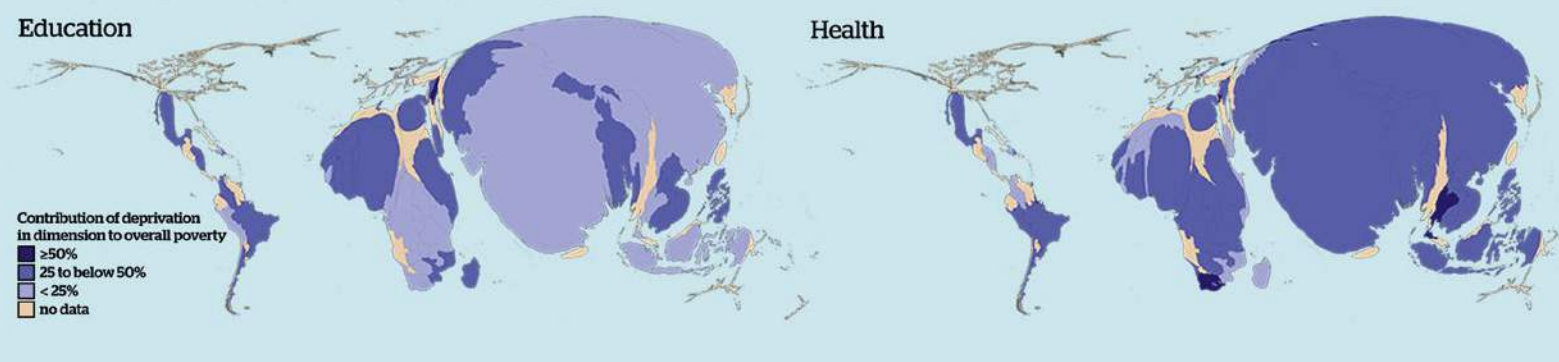 Education
Health
Contribution of deprivation
in dimension to overall poverty
≥50%
25 to below 50%
< 25%
no data